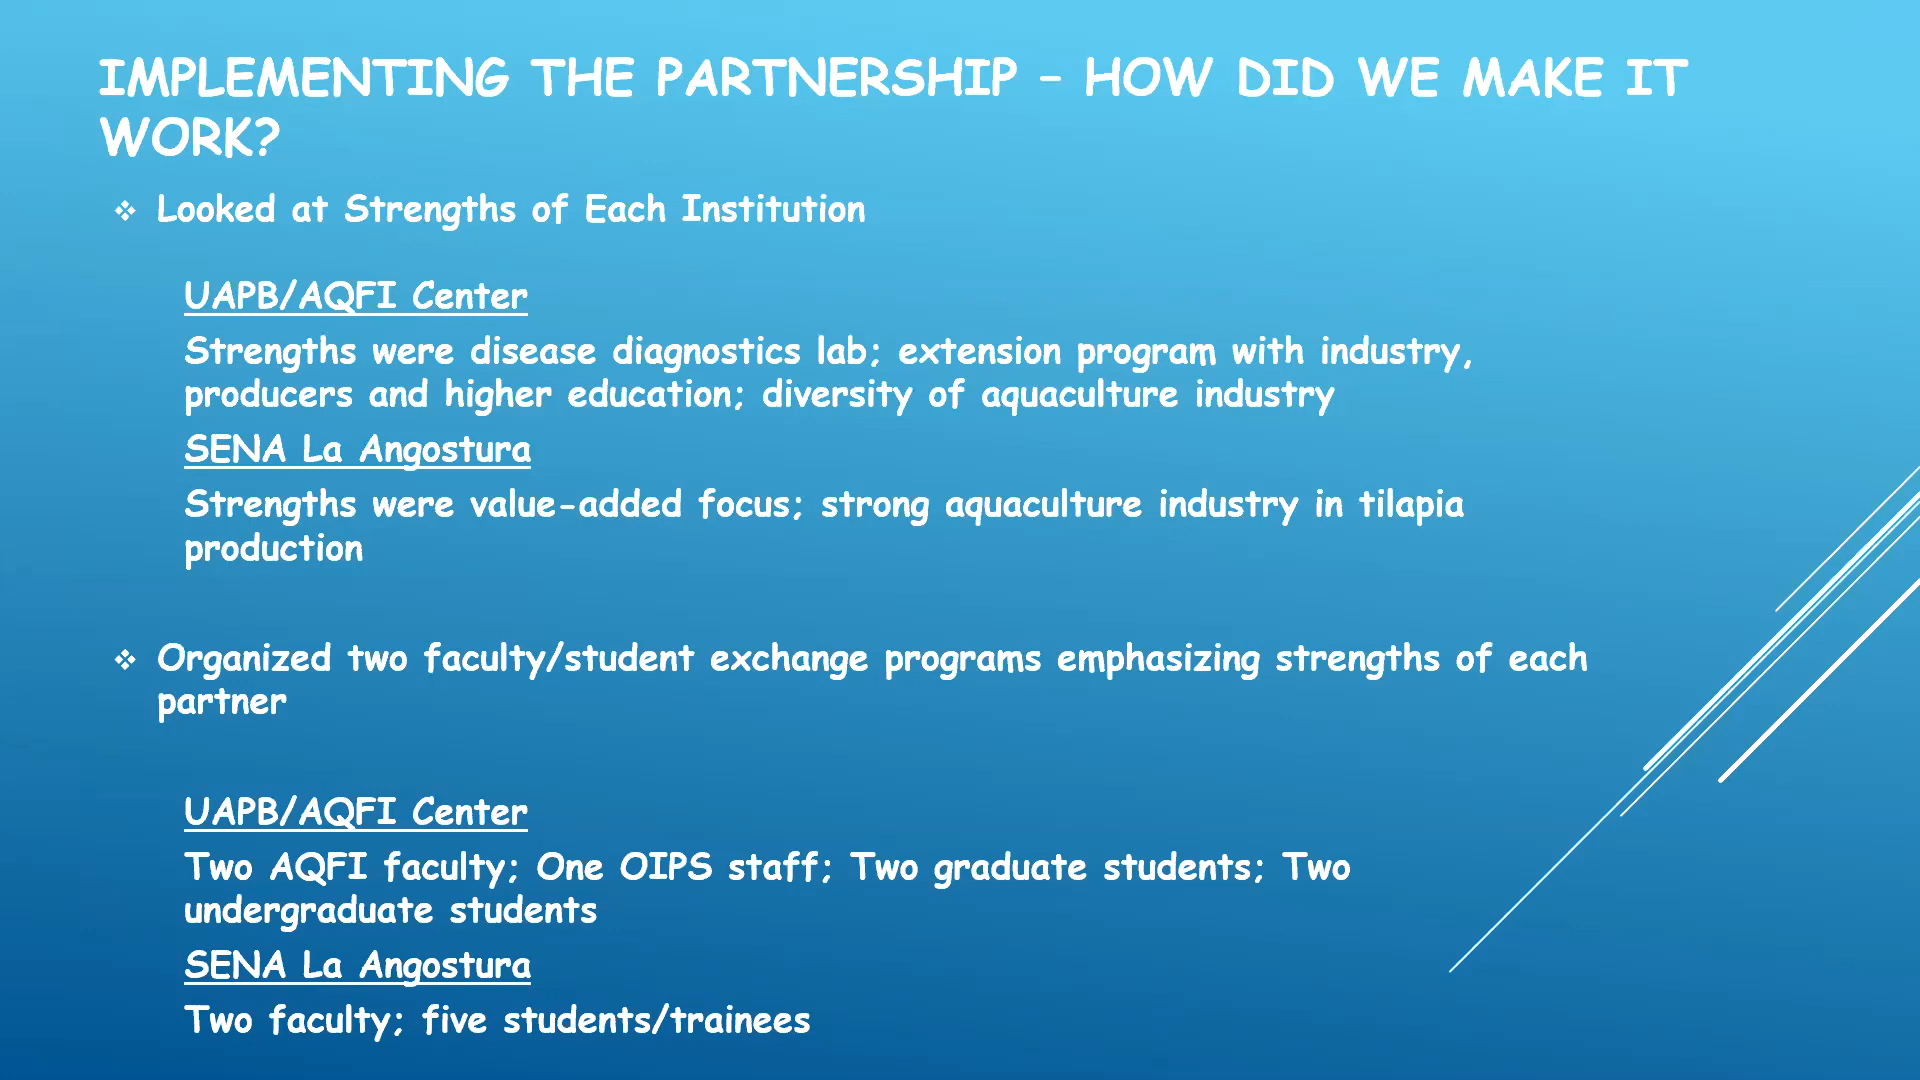 IMPLEMENTING THE PARTNERSHIP – HOW DID WE MAKE IT
WORK?
❖ Looked at Strengths of Each Institution
UAPB/AQFI Center
Strengths were disease diagnostics lab; extension program with industry,
producers and higher education; diversity of aquaculture industry
SENA La Angostura
Strengths were value-added focus; strong aquaculture industry in tilapia
production
❖ Organized two faculty/student exchange programs emphasizing strengths of each
partner
UAPB/AQFI Center
Two AQFI faculty; One OIPS staff; Two graduate students; Two
undergraduate students
SENA La Angostura
Two faculty; five students/trainees